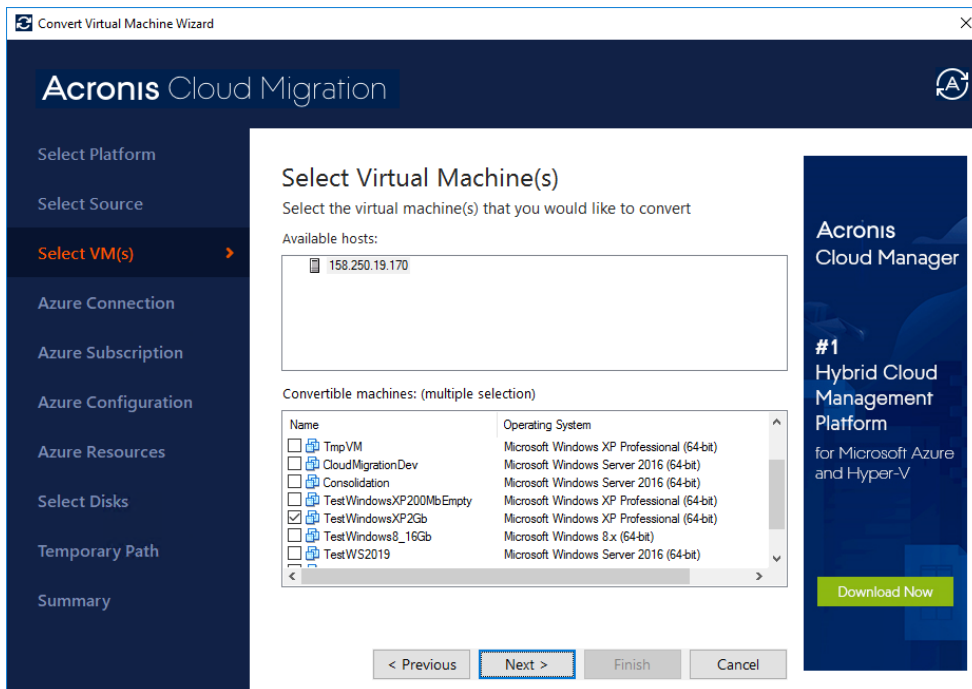 Convert Virtual Machine Wizard
Acronis Cloud Migration
Select Platform
Select Source
Select VM(s)
Azure Connection
Azure Subscription
Azure Configuration
Azure Resources
Select Disks
Temporary Path
Summary
Select Virtual Machine(s)
Select the virtual machine(s) that you would like to convert
Available hosts:
158.250.19.170
Convertible machines: (multiple selection)
Name Operating System
TmpVM Microsoft Windows XP Professional (64-bit)
CloudMigrationDev Microsoft Windows Server 2016 (64-bit)
Consolidation Microsoft Windows Server 2016 (64-bit)
TestWindowsXP200MbEmpty Microsoft Windows XP Professional (64-bit)
TestWindowsXP2Gb Microsoft Windows XP Professional (64-bit)
TestWindows8_16Gb Microsoft Windows 8.x (64-bit)
TestWS2019 Microsoft Windows Server 2016 (64-bit)
< Previous
Next >
Finish
Cancel
A
Acronis
Cloud Manager
#1
Hybrid Cloud
Management
Platform
for Microsoft Azure
and Hyper-V
Download Now